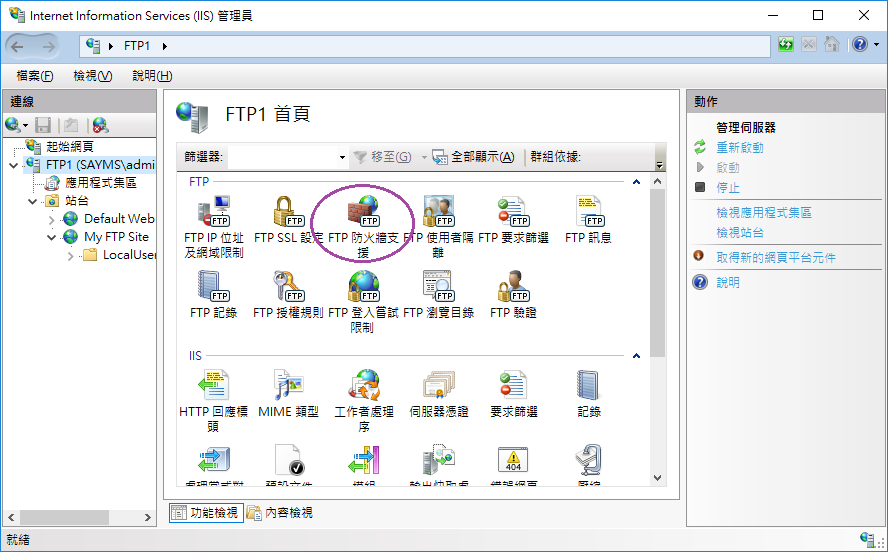 Internet Information Services (IIS) 管理員
FTP1
檔案(F) 檢視(V) 說明(H)
連線
起始網頁
FTP1 (SAYMS\admi
應用程式集區
站台
Default Web
My FTP Site
LocalUser
FTP1 首頁
篩選器: 移至(G) 全部顯示(A) 群組依據:
FTP
FTP IP 位址及網域限制
FTP SSL 設定
FTP 防火牆支援
FTP 使用者隔離
FTP 要求篩選
FTP 訊息
FTP 記錄
FTP 授權規則
FTP 登入嘗試限制
FTP 瀏覽目錄
FTP 驗證
IIS
HTTP 回應標頭
MIME 類型
工作者處理序
伺服器憑證
要求篩選
記錄
404
功能檢視 內容檢視
動作
管理伺服器
重新啟動
啟動
停止
檢視應用程式集區
檢視站台
取得新的網頁平台元件
說明
就緒